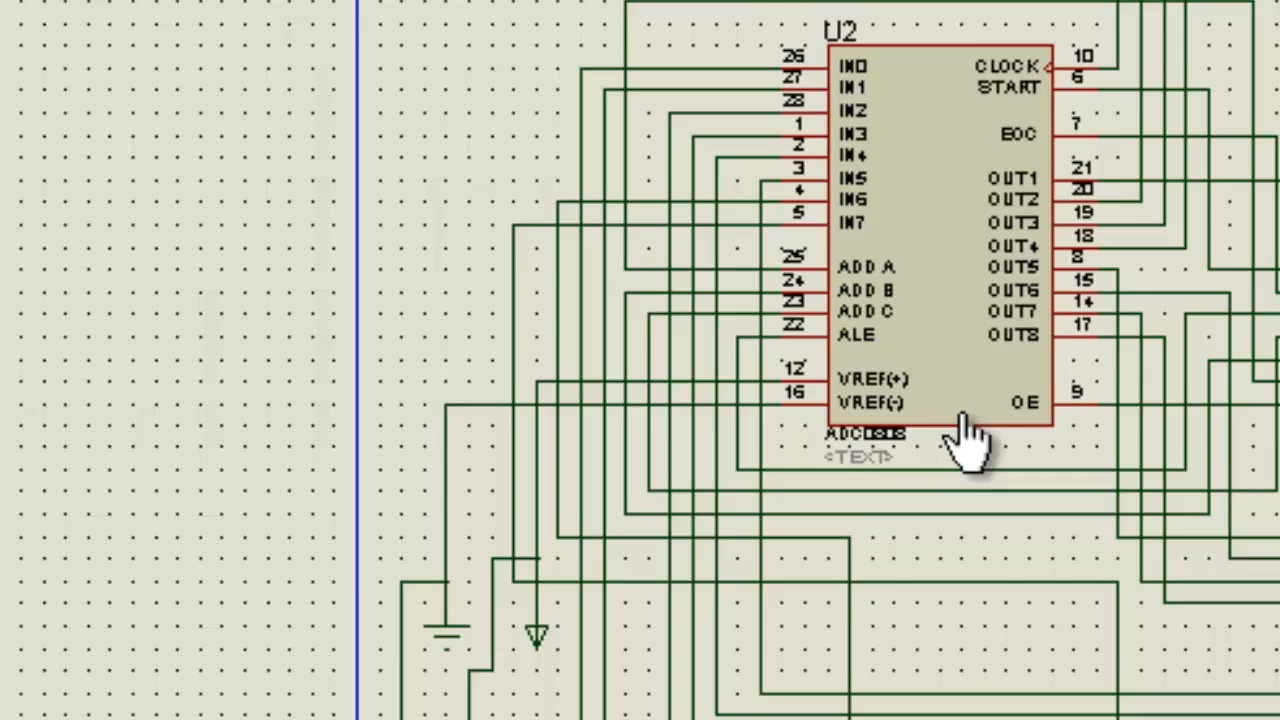 U2
26 IN0 CLOCK 10
27 IN1 START 6
28 IN2
1 IN3 EOC 7
2 IN4
3 IN5 OUT1 21
4 IN6 OUT2 20
5 IN7 OUT3 19
OUT4 18
25 ADD A OUT5 8
24 ADD B OUT6 15
23 ADD C OUT7 14
22 ALE OUT8 17
12 VREF(+)
16 VREF(-) OE 9
<TEXT>